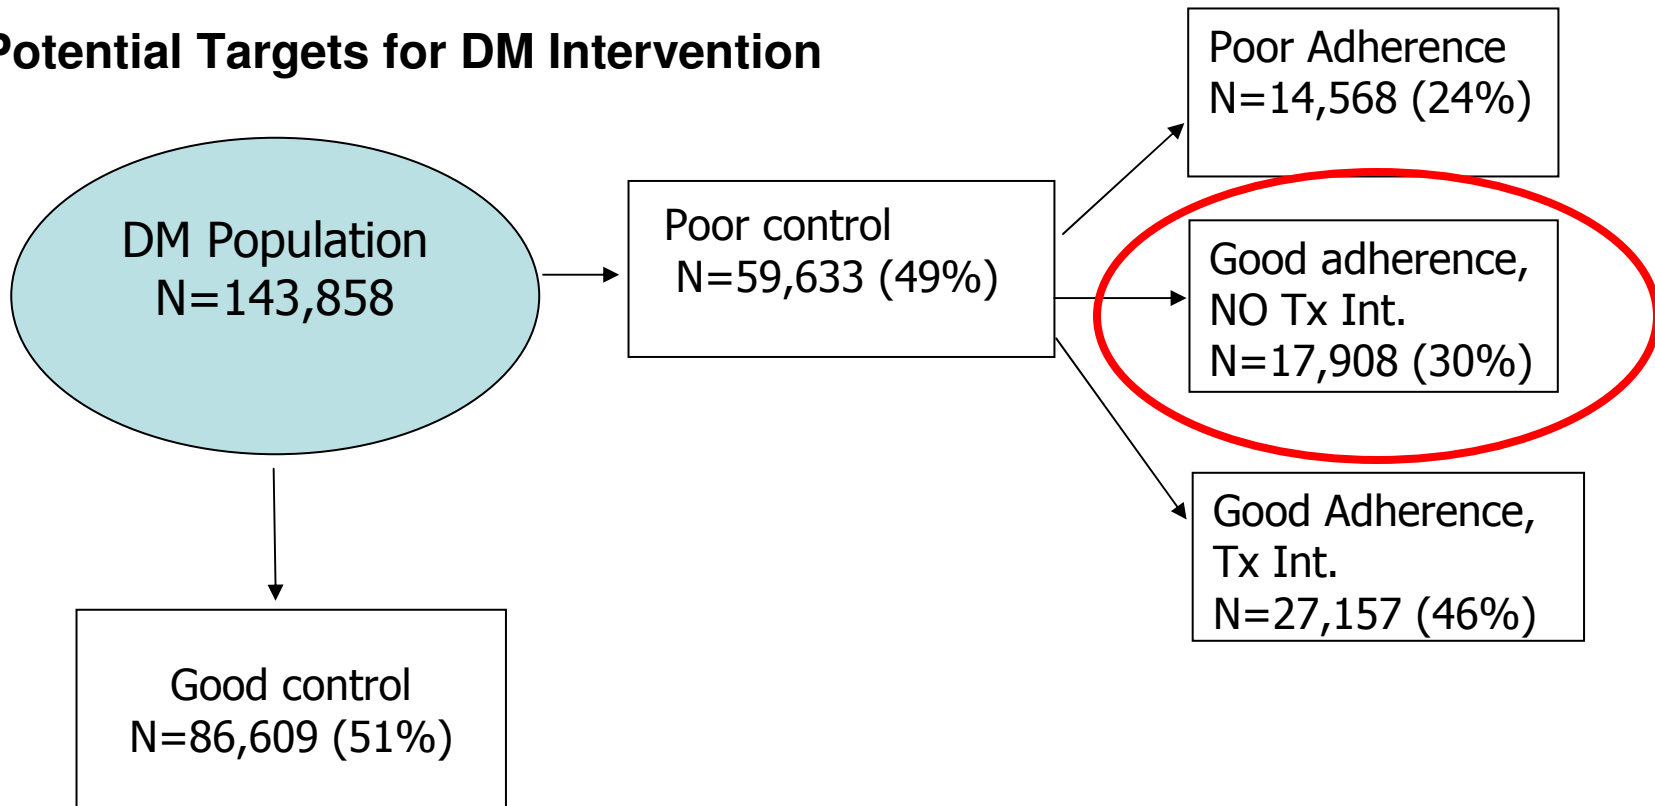 Potential Targets for DM Intervention
Poor Adherence
N=14,568 (24%)
DM Population
N=143,858
Poor control
N=59,633 (49%)
Good adherence,
NO Tx Int.
N=17,908 (30%)
Good Adherence,
Tx Int.
N=27,157 (46%)
Good control
N=86,609 (51%)